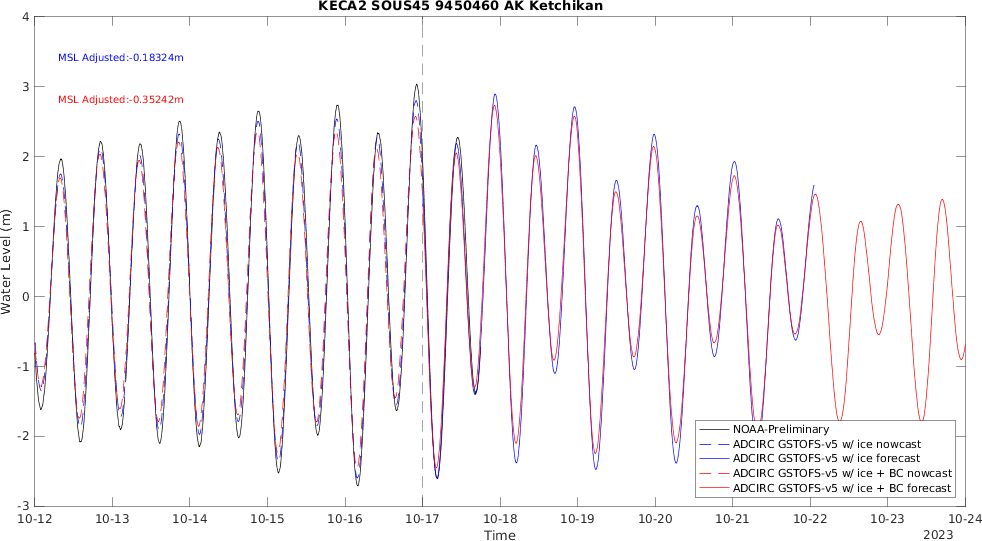 KECA2 SOUS45 9450460 AK Ketchikan
4
3
2
1
0
-1
-2
-3
Water Level (m)
MSL Adjusted:-0.18324m
MSL Adjusted:-0.35242m
NOAA-Preliminary
ADCIRC GSTOFS-v5 w/ ice nowcast
ADCIRC GSTOFS-v5 w/ ice forecast
ADCIRC GSTOFS-v5 w/ ice + BC nowcast
ADCIRC GSTOFS-v5 w/ ice + BC forecast
10-12 10-13 10-14 10-15 10-16 10-17 10-18 10-19 10-20 10-21 10-22 10-23 10-24
Time
2023